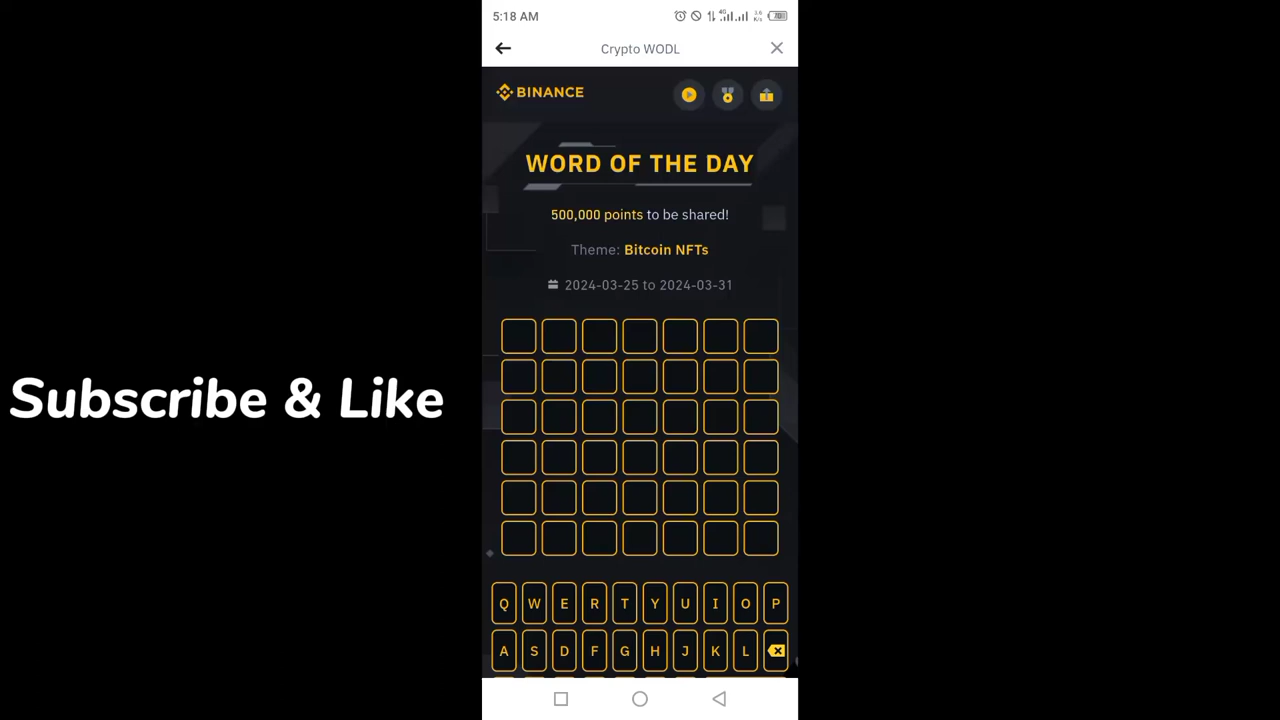 5:18 AM
4G
Crypto WODL
BINANCE
WORD OF THE DAY
500,000 points to be shared!
Theme: Bitcoin NFTs
2024-03-25 to 2024-03-31
Subscribe & Like
Q W E R T Y U I O P
A S D F G H J K L